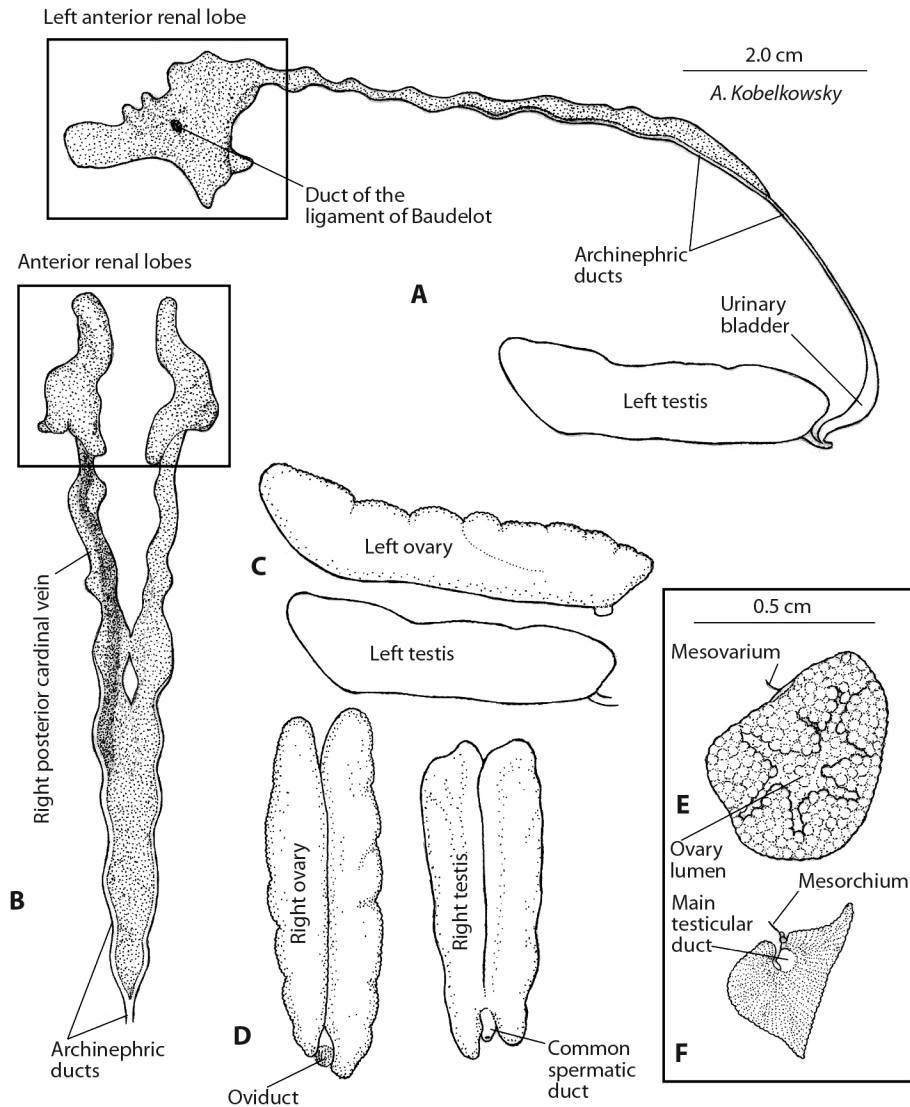 Left anterior renal lobe
2.0 cm
A. Kobelkowsky
Duct of the
ligament of Baudelot
Archinephric
ducts
A
Urinary
bladder
Left testis
Anterior renal lobes
Right posterior cardinal vein
B
Archinephric
ducts
C
Left ovary
Left testis
D
Right ovary
Oviduct
Right testis
Common
spermatic
duct
0.5 cm
Mesovarium
E
Ovary
lumen
Mesorchium
Main
testicular
duct
F